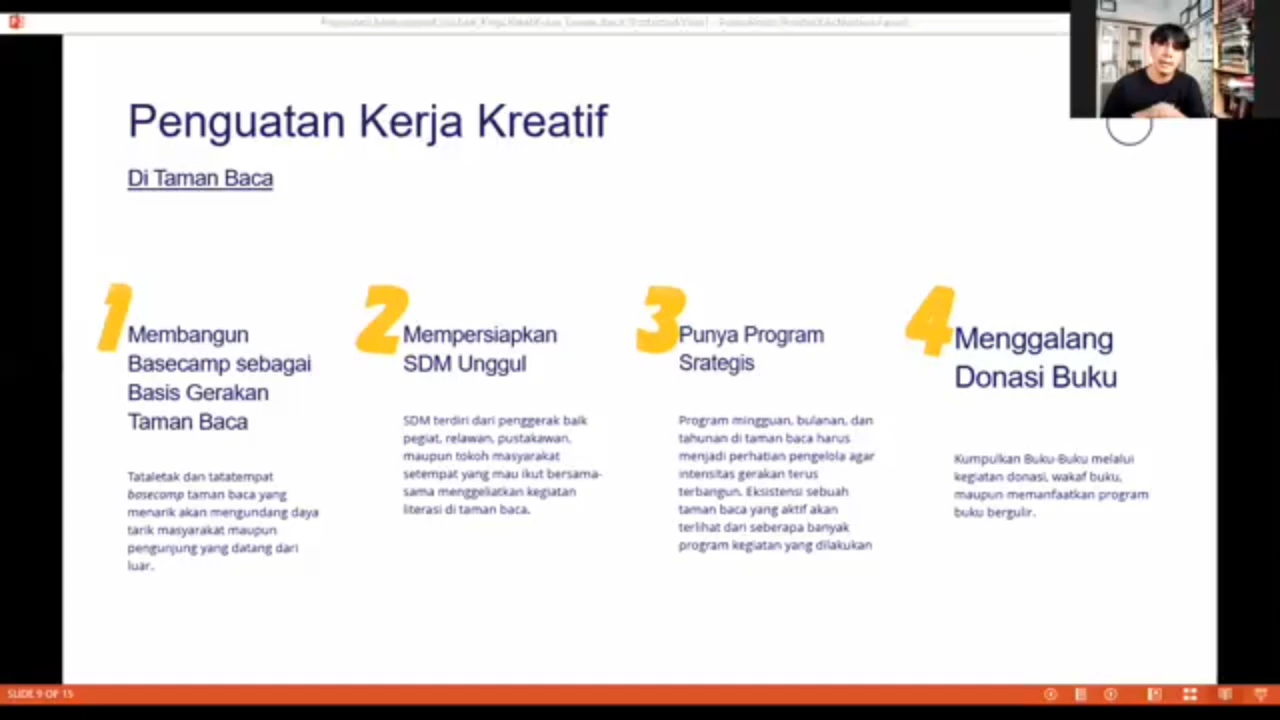 Penguatan Kerja Kreatif
Di Taman Baca
1
Membangun
Basecamp sebagai
Basis Gerakan
Taman Baca
Tataletak dan tatatempat
basecamp taman baca yang
menarik akan mengundang daya
tarik masyarakat maupun
pengunjung yang datang dari
luar.
2
Mempersiapkan
SDM Unggul
SDM terdiri dari penggerak baik
pegiat, relawan, pustakawan,
maupun tokoh masyarakat
setempat yang mau ikut bersama-
sama menggeliatkan kegiatan
literasi di taman baca.
3
Punya Program
Srategis
Program mingguan, bulanan, dan
tahunan di taman baca harus
menjadi perhatian pengelola agar
intensitas gerakan terus
terbangun. Eksistensi sebuah
taman baca yang aktif akan
terlihat dari seberapa banyak
program kegiatan yang dilakukan
4
Menggalang
Donasi Buku
Kumpulkan Buku-Buku melalui
kegiatan donasi, wakaf buku,
maupun memanfaatkan program
buku bergulir.
SLIDE 9 OF 15